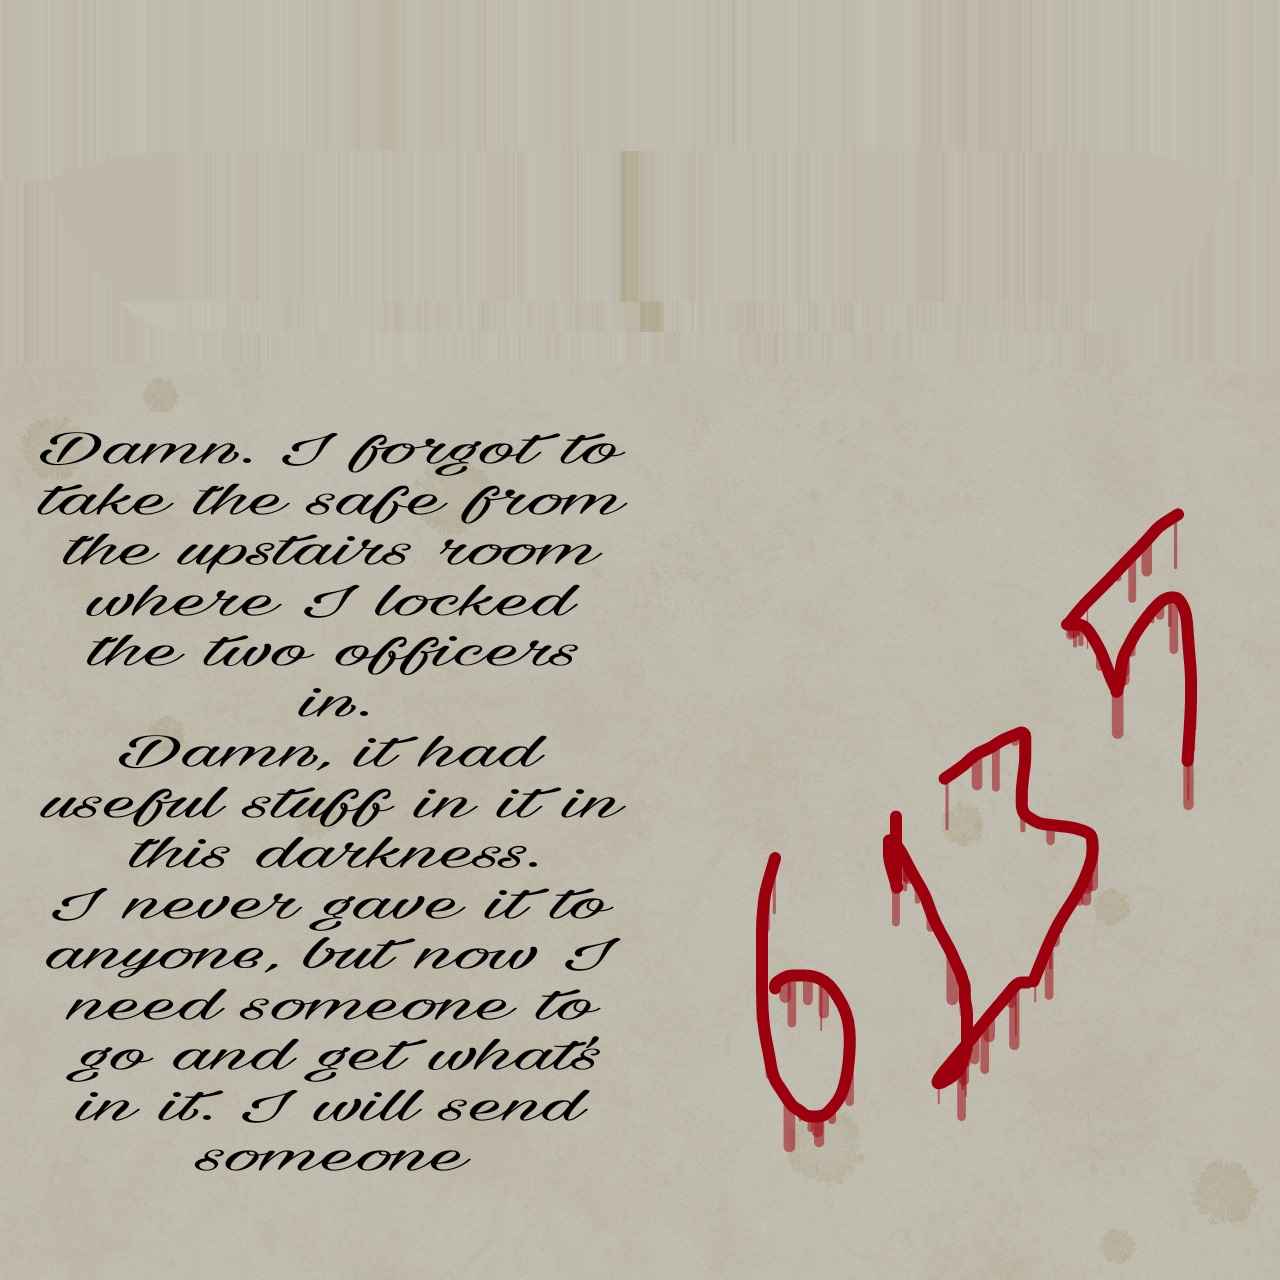 Damn. I forgot to
take the safe from
the upstairs room
where I locked
the two officers
in.
Damn, it had
useful stuff in it in
this darkness.
I never gave it to
anyone, but now I
need someone to
go and get what's
in it. I will send
someone
6